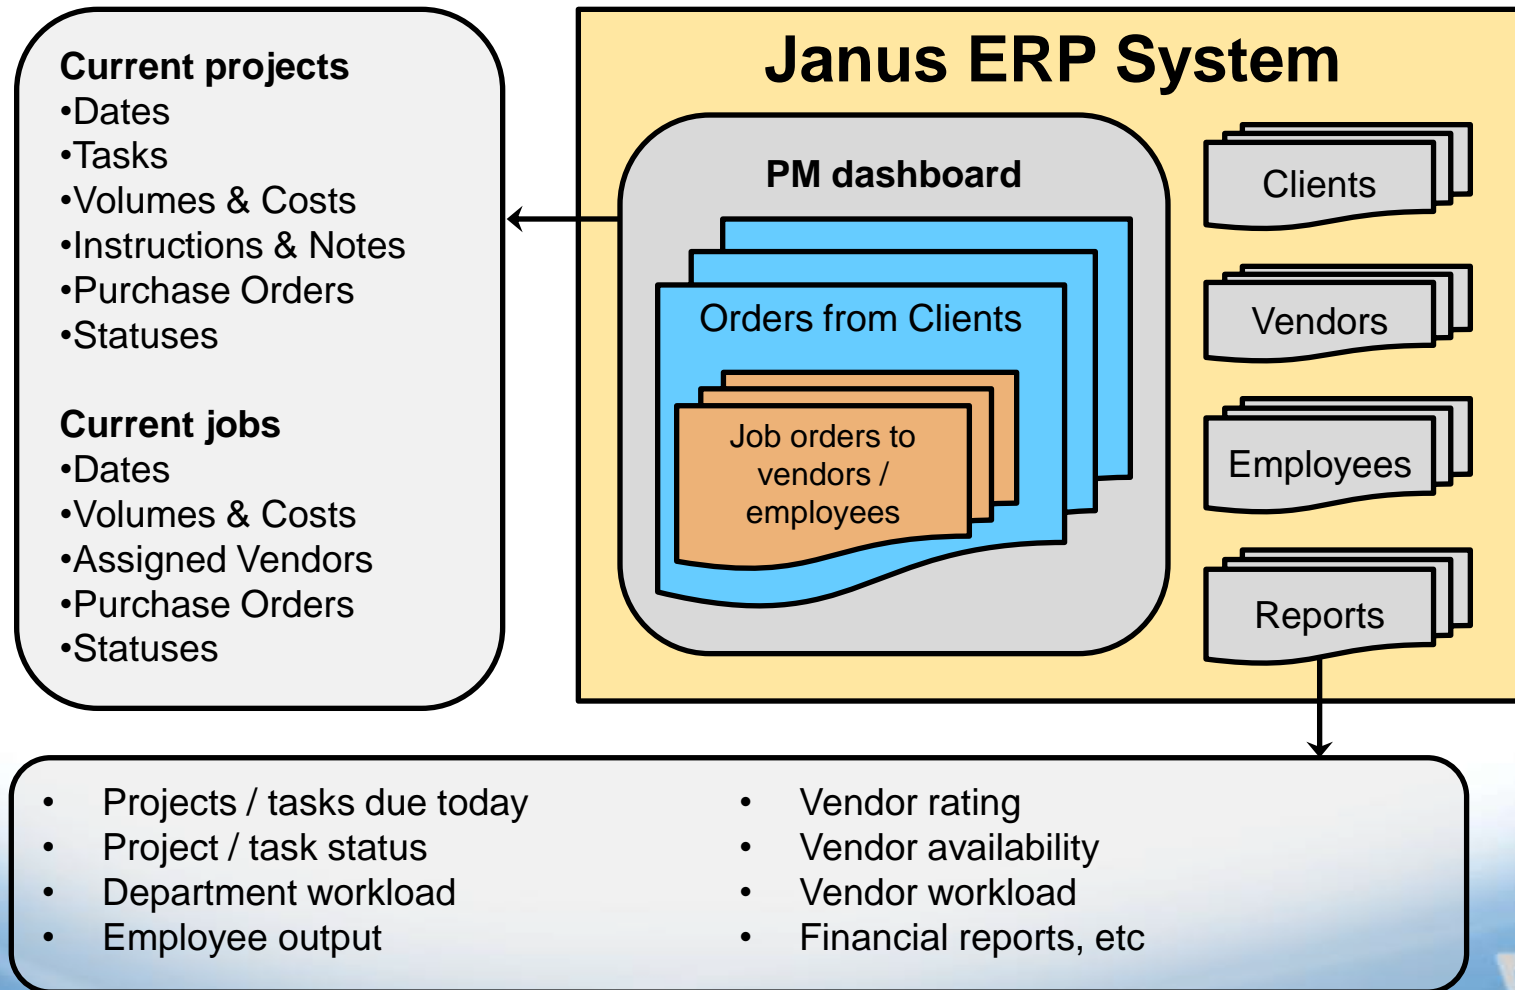 Current projects
•Dates
•Tasks
•Volumes & Costs
•Instructions & Notes
•Purchase Orders
•Statuses
Current jobs
•Dates
•Volumes & Costs
•Assigned Vendors
•Purchase Orders
•Statuses
Janus ERP System
PM dashboard
Orders from Clients
Job orders to
vendors /
employees
Clients
Vendors
Employees
Reports
• Projects / tasks due today
• Project / task status
• Department workload
• Employee output
• Vendor rating
• Vendor availability
• Vendor workload
• Financial reports, etc